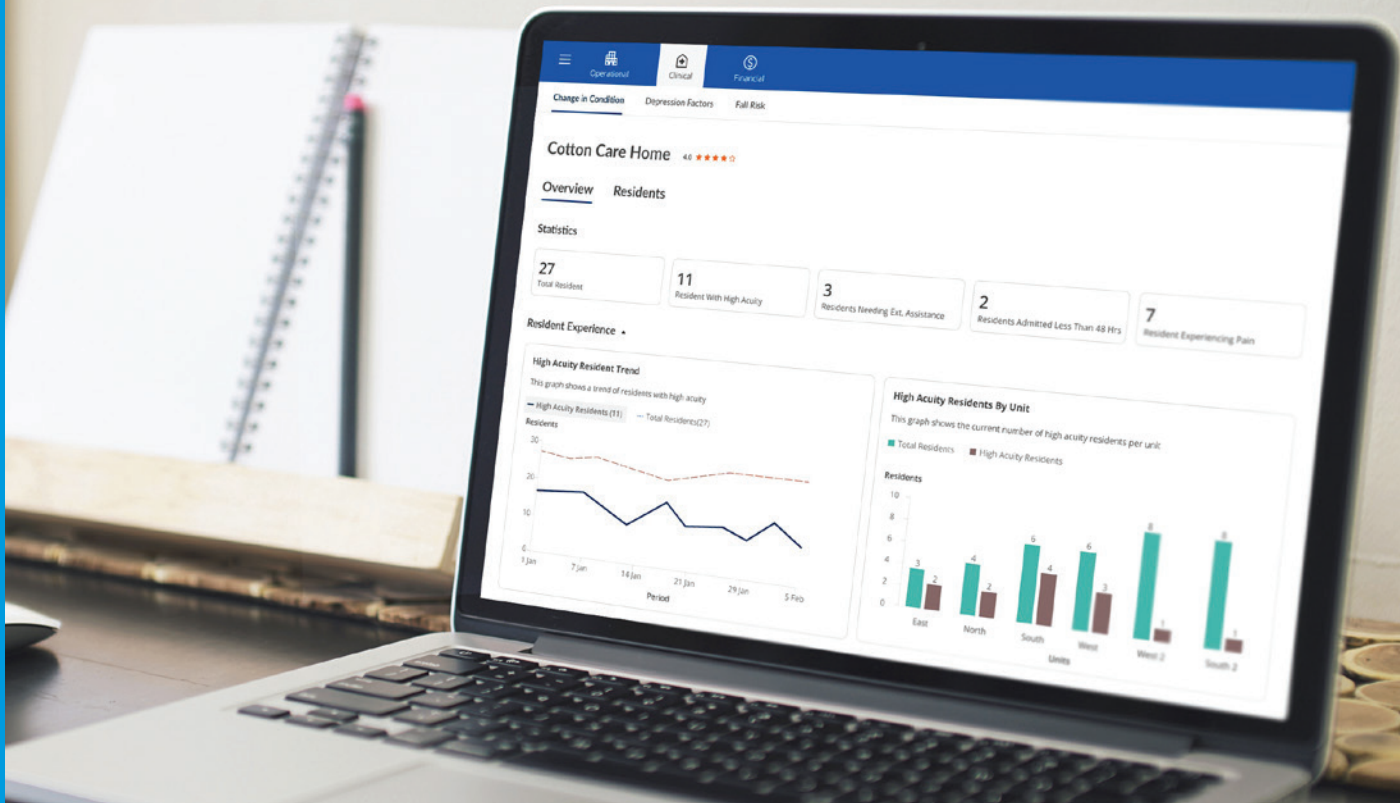 Operational
Clinical
Financial
Change in Condition Depression Factors Fall Risk
Cotton Care Home 4.0
Overview Residents
Statistics
27
Total Resident
11
Resident With High Acuity
3
Residents Needing Ext. Assistance
2
Residents Admitted Less Than 48 Hrs
7
Resident Experiencing Pain
Resident Experience
High Acuity Resident Trend
This graph shows a trend of residents with high acuity
High Acuity Residents (11) Total Residents(27)
Residents
30
20
10
0
1 Jan 7 Jan 14 Jan 21 Jan 29 Jan 5 Feb
Period
High Acuity Residents By Unit
This graph shows the current number of high acuity residents per unit
Total Residents High Acuity Residents
Residents
10
8
6
4
2
0
3 2 4 2 6 4 6 3 8 1 8 1
East North South West West 2 South 2
Units